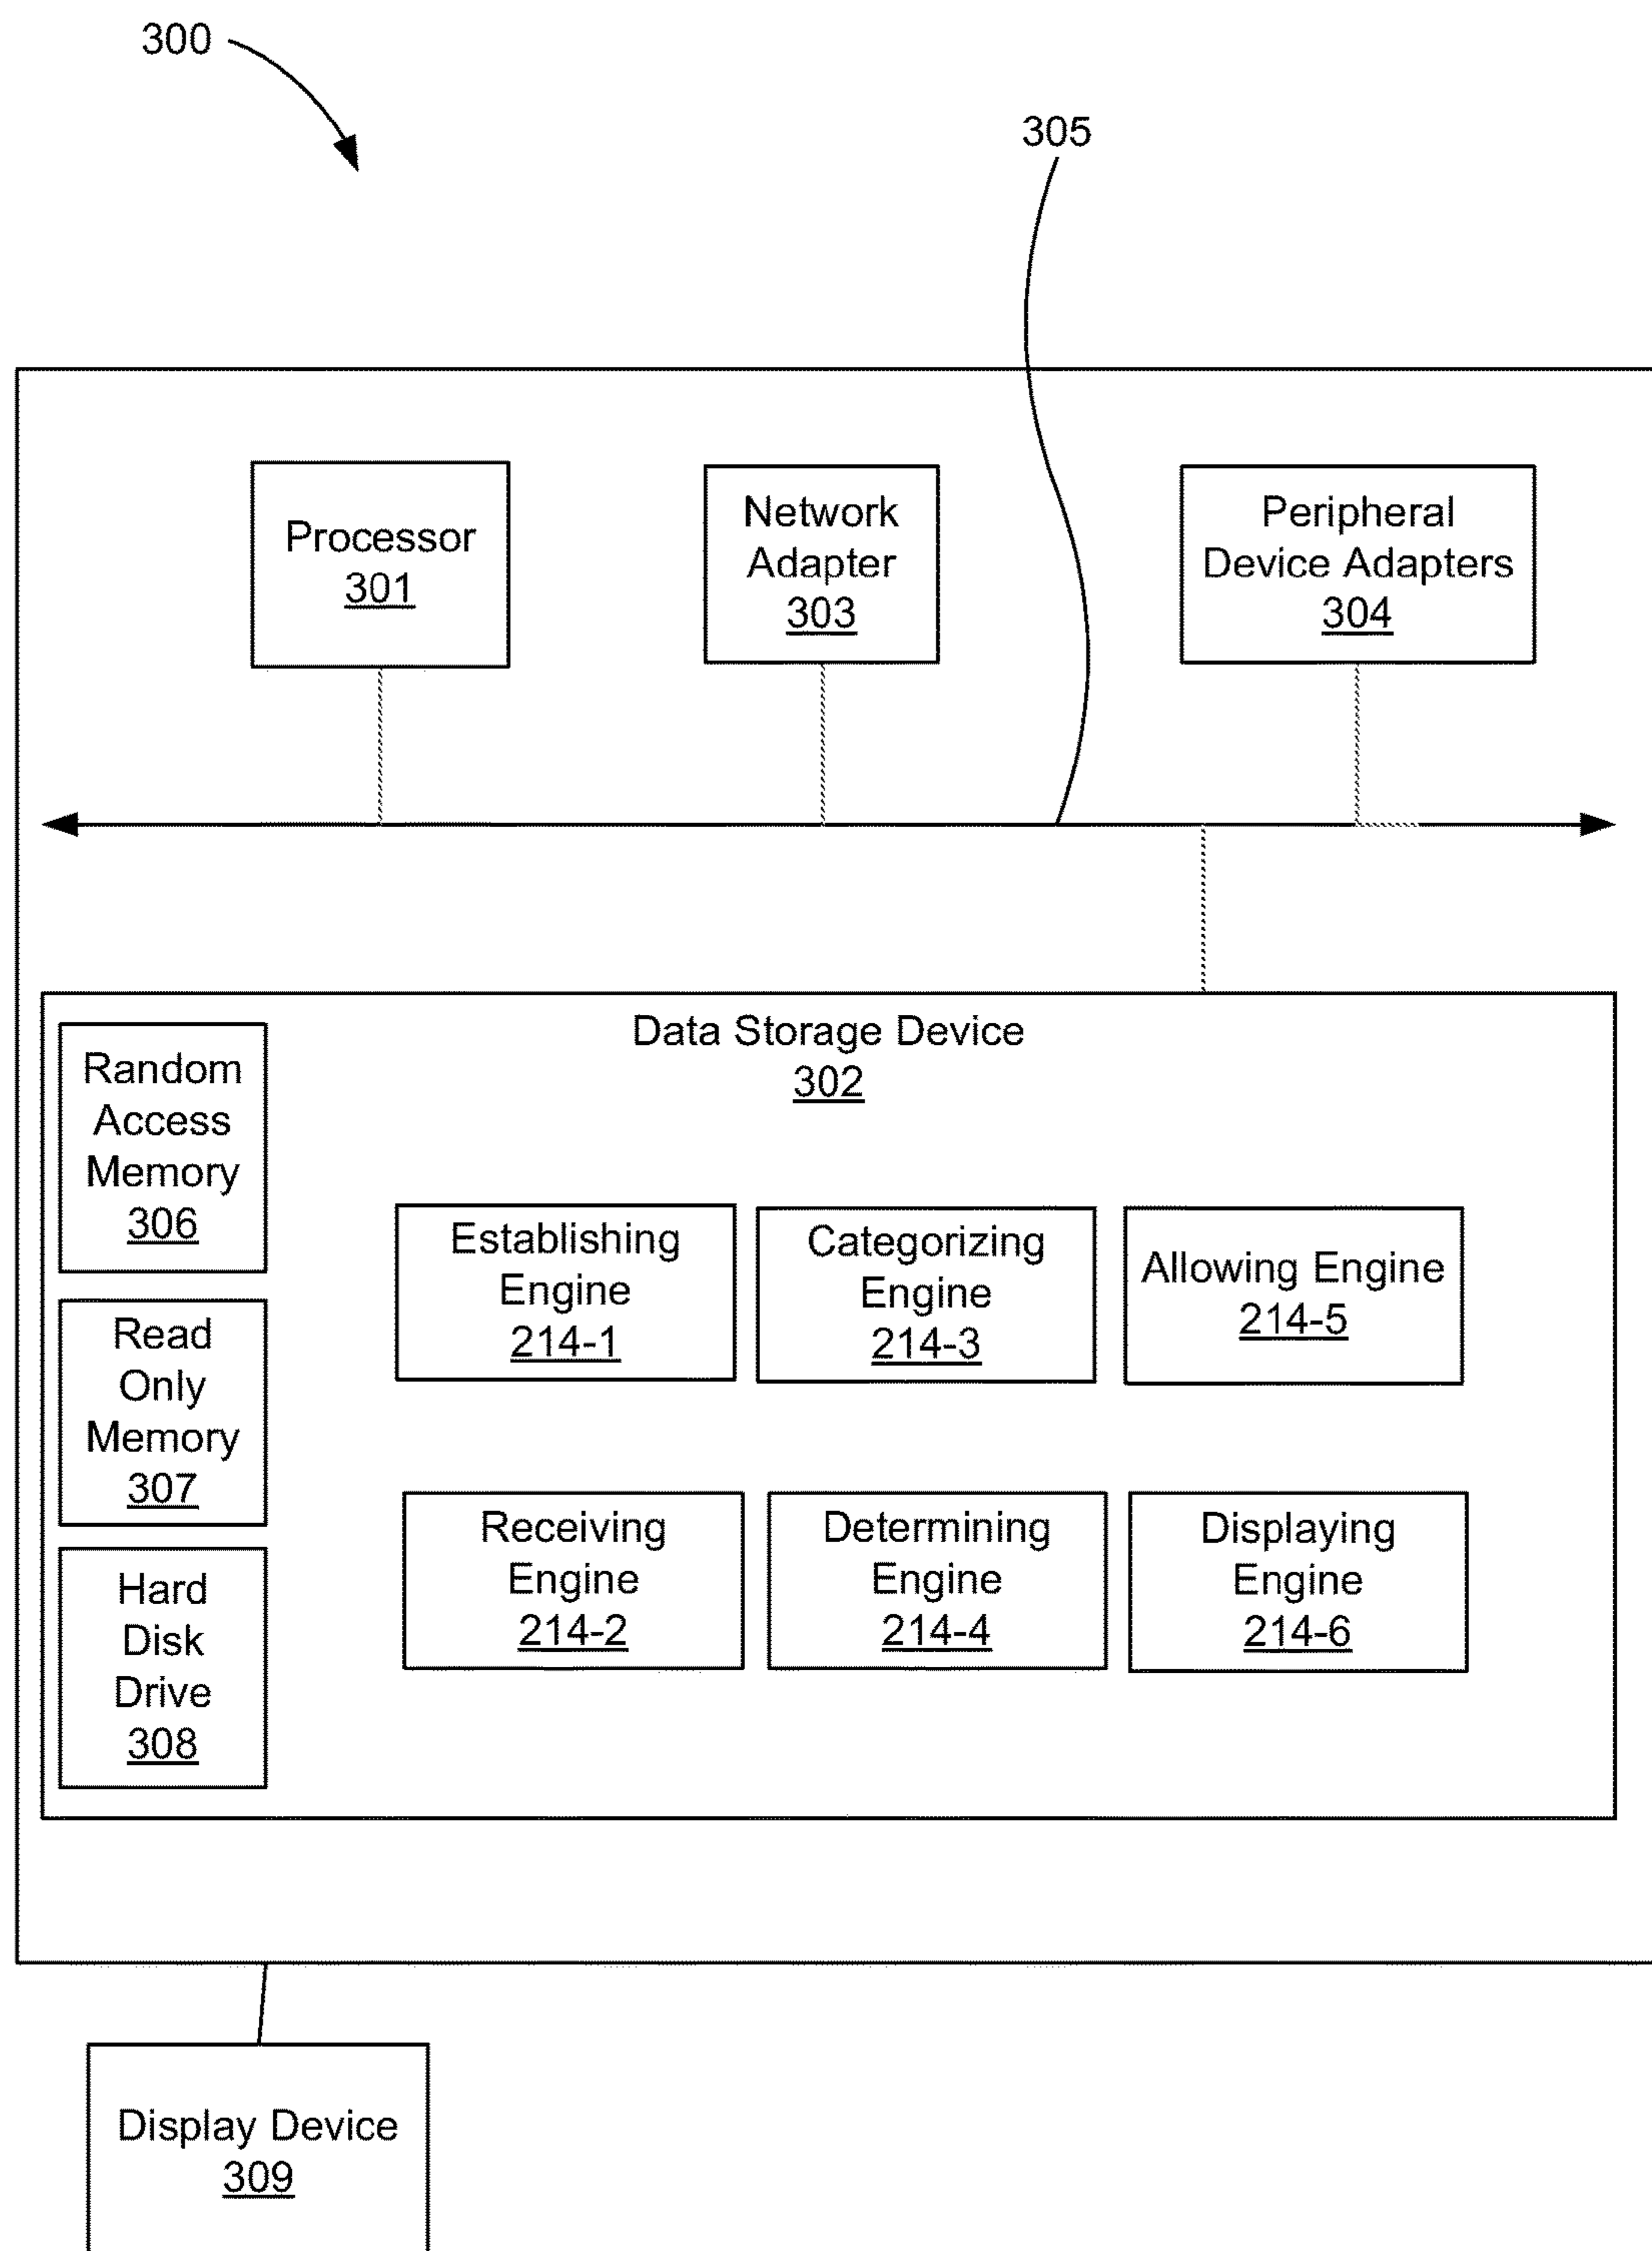 300
305
Processor
301
Network
Adapter
303
Peripheral
Device Adapters
304
Data Storage Device
302
Random
Access
Memory
306
Read
Only
Memory
307
Hard
Disk
Drive
308
Establishing
Engine
214-1
Categorizing
Engine
214-3
Allowing Engine
214-5
Receiving
Engine
214-2
Determining
Engine
214-4
Displaying
Engine
214-6
Display Device
309